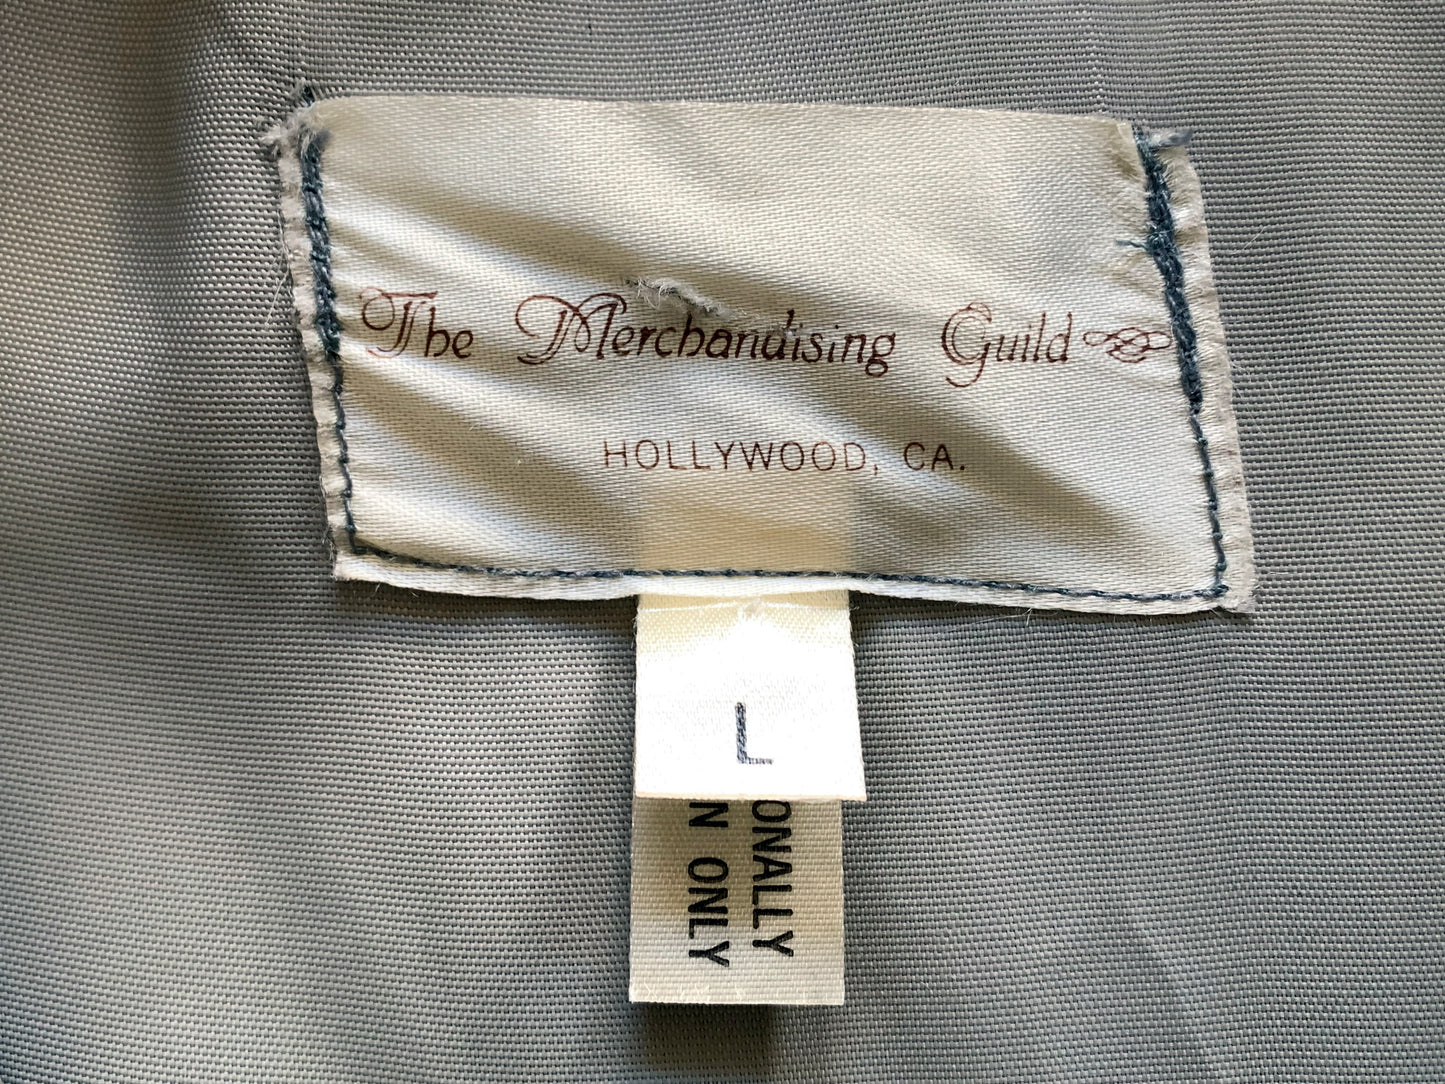 The Merchandising Guild
HOLLYWOOD, CA.
L
ONALLY
N ONLY